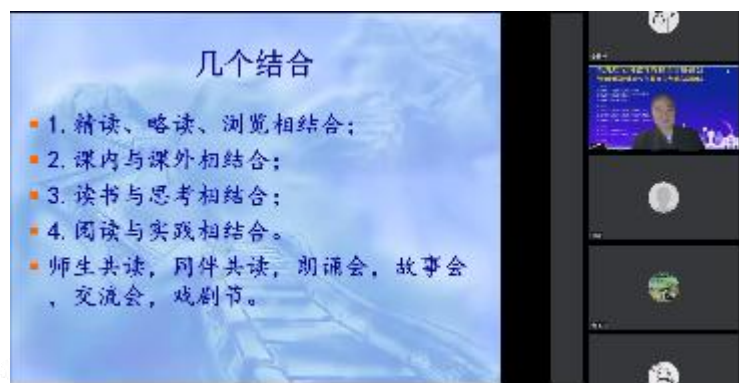 几个结合
1. 精读、略读、浏览相结合；
2. 课内与课外相结合；
3. 读书与思考相结合；
4. 阅读与实践相结合。
师生共读，同伴共读，朗诵会，故事会
、交流会，戏剧节。